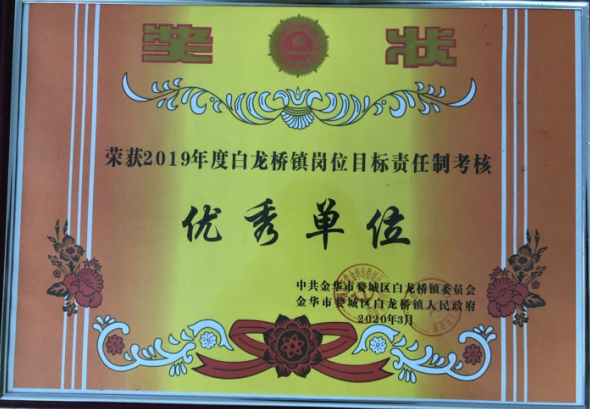 奖状
荣获2019年度白龙桥镇岗位目标责任制考核
优秀单位
中共金华市婺城区白龙桥镇委员会
金华市婺城区白龙桥镇人民政府
2020年3月